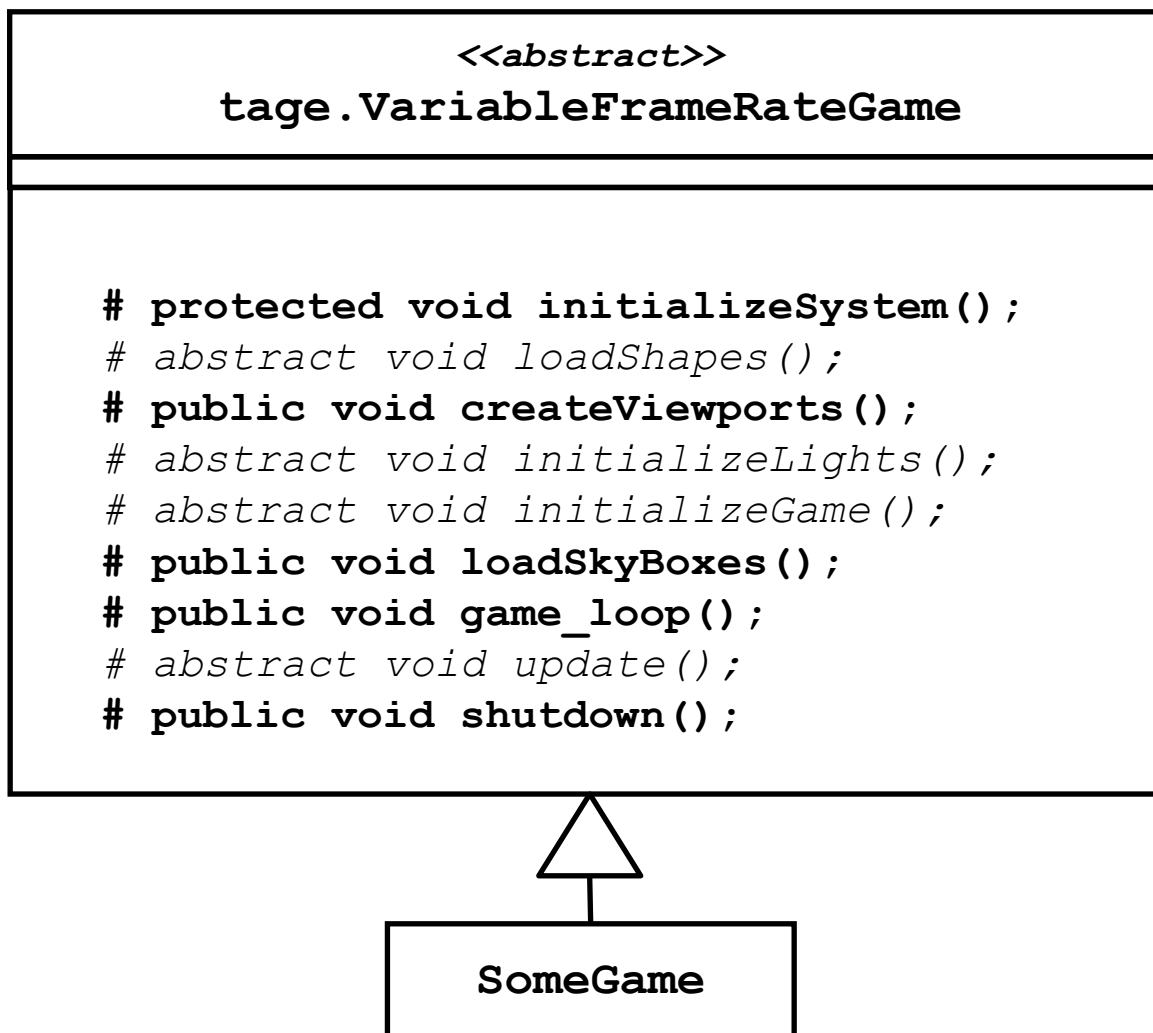 <<abstract>>
tage.VariableFrameRateGame
# protected void initializeSystem();
# abstract void loadShapes();
# public void createViewports();
# abstract void initializeLights();
# abstract void initializeGame();
# public void loadSkyBoxes();
# public void game_loop();
# abstract void update();
# public void shutdown();
SomeGame